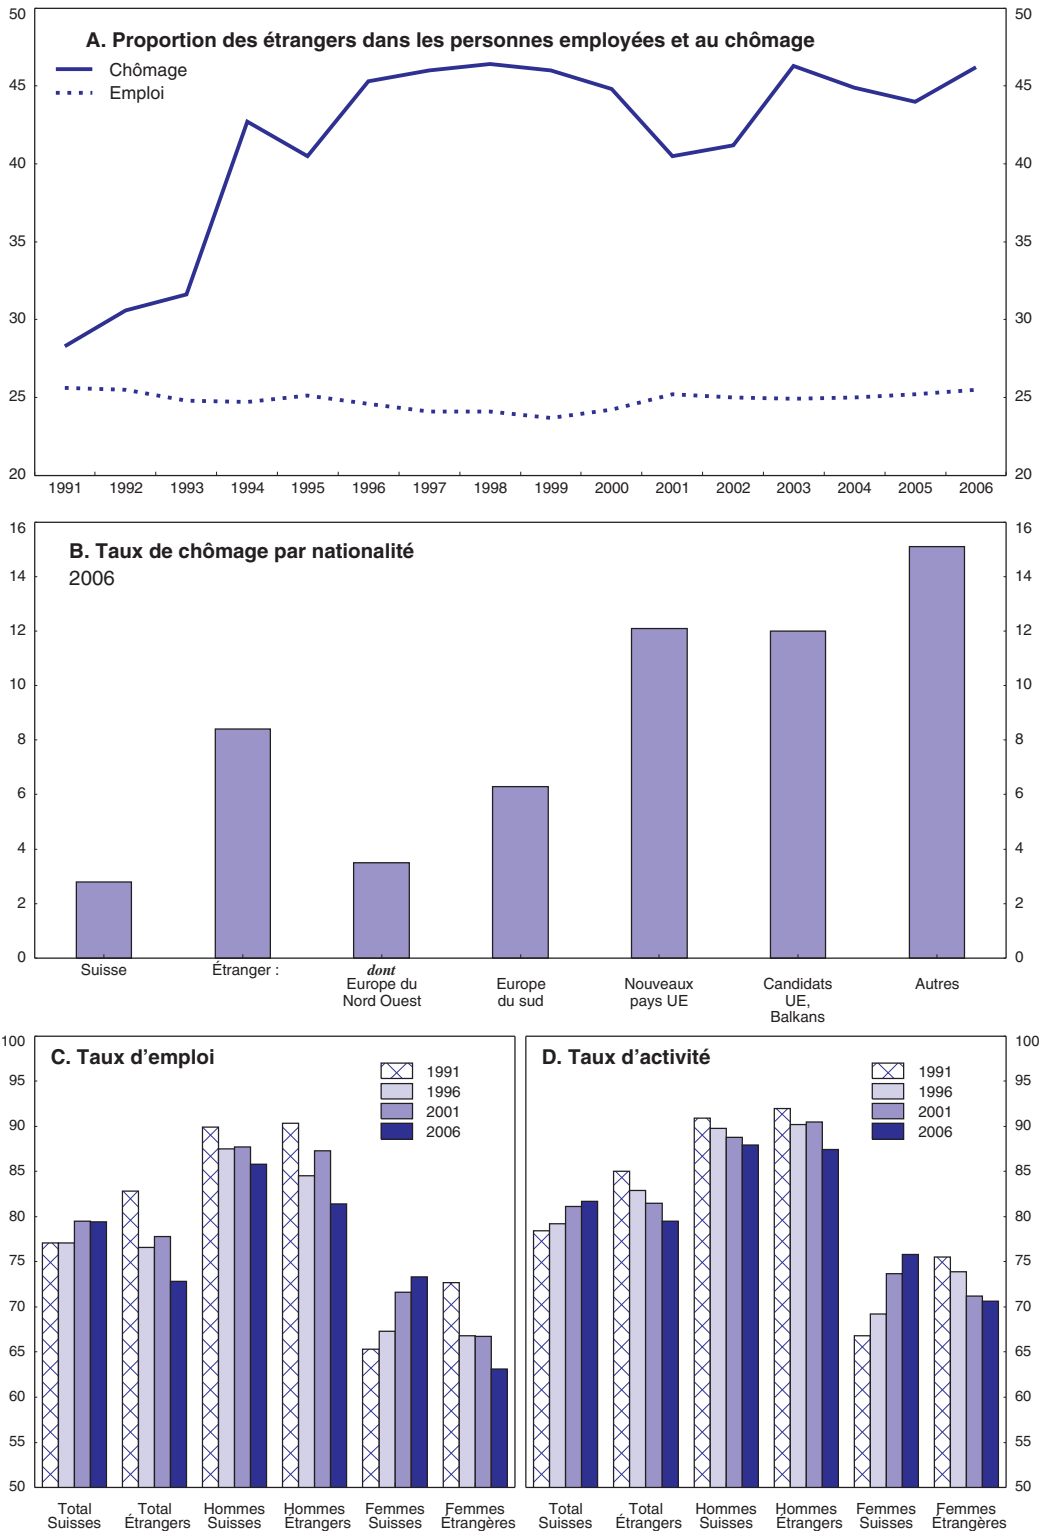 A. Proportion des étrangers dans les personnes employées et au chômage
Chômage
Emploi
50 50
45 45
40 40
35 35
30 30
25 25
20 20
1991 1992 1993 1994 1995 1996 1997 1998 1999 2000 2001 2002 2003 2004 2005 2006
B. Taux de chômage par nationalité
2006
16 16
14 14
12 12
10 10
8 8
6 6
4 4
2 2
0 0
Suisse
Étranger :
dont
Europe du
Nord Ouest
Europe
du sud
Nouveaux
pays UE
Candidats
UE,
Balkans
Autres
C. Taux d'emploi
1991
1996
2001
2006
100
95
90
85
80
75
70
65
60
55
50
Total
Suisses
Total
Étrangers
Hommes
Suisses
Hommes
Étrangers
Femmes
Suisses
Femmes
Étrangères
D. Taux d'activité
1991
1996
2001
2006
100
95
90
85
80
75
70
65
60
55
50
Total
Suisses
Total
Étrangers
Hommes
Suisses
Hommes
Étrangers
Femmes
Suisses
Femmes
Étrangères